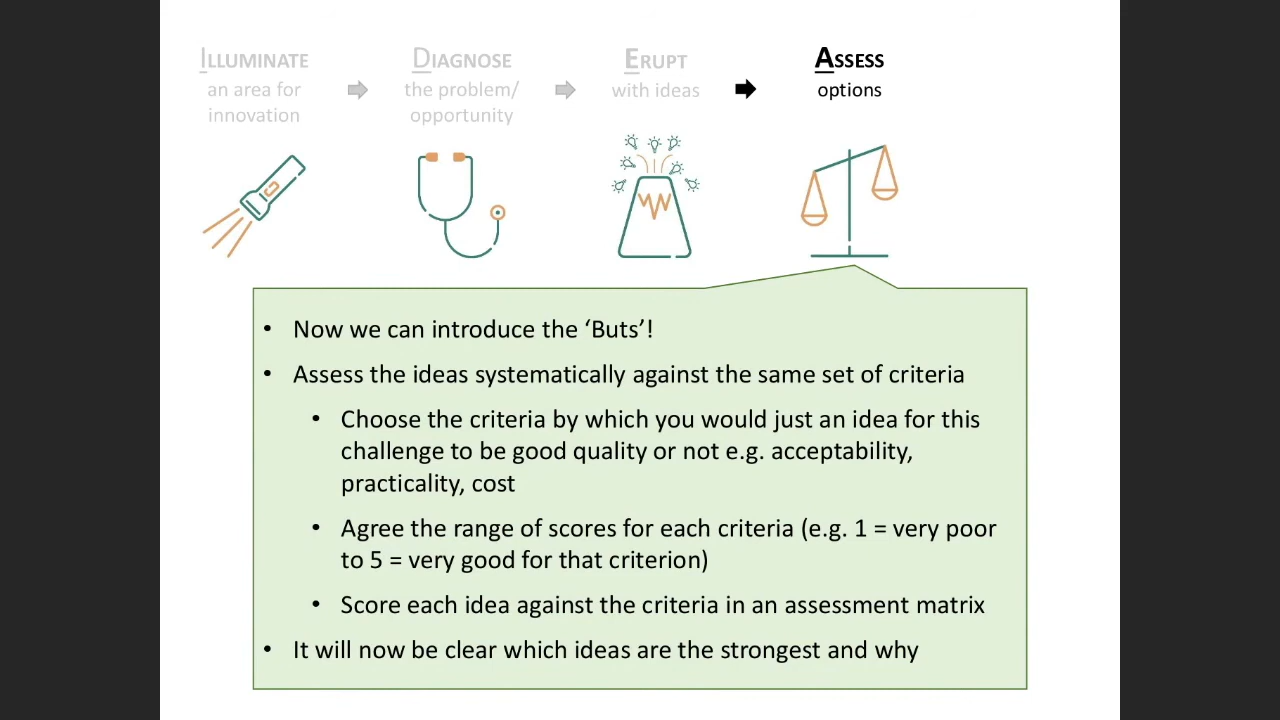 ILLUMINATE
an area for
innovation
DIAGNOSE
the problem/
opportunity
ERUPT
with ideas
ASSESS
options
• Now we can introduce the ‘Buts’!
• Assess the ideas systematically against the same set of criteria
• Choose the criteria by which you would just an idea for this
challenge to be good quality or not e.g. acceptability,
practicality, cost
• Agree the range of scores for each criteria (e.g. 1 = very poor
to 5 = very good for that criterion)
• Score each idea against the criteria in an assessment matrix
• It will now be clear which ideas are the strongest and why